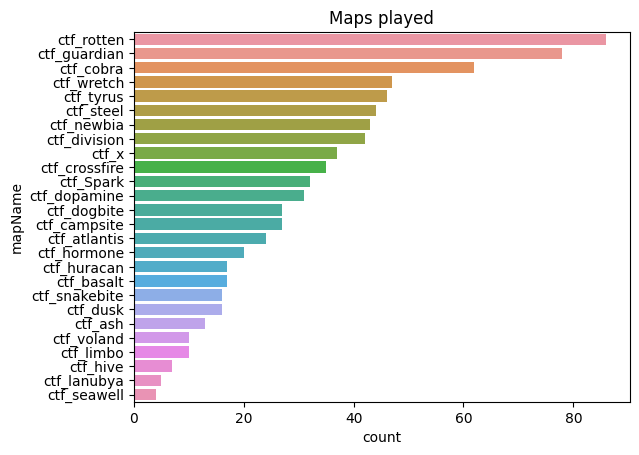 Maps played
mapName
ctf_rotten
ctf_guardian
ctf_cobra
ctf_wretch
ctf_tyrus
ctf_steel
ctf_newbia
ctf_division
ctf_x
ctf_crossfire
ctf_Spark
ctf_dopamine
ctf_dogbite
ctf_campsite
ctf_atlantis
ctf_hormone
ctf_huracan
ctf_basalt
ctf_snakebite
ctf_dusk
ctf_ash
ctf_voland
ctf_limbo
ctf_hive
ctf_lanubya
ctf_seawell
0 20 40 60 80
count